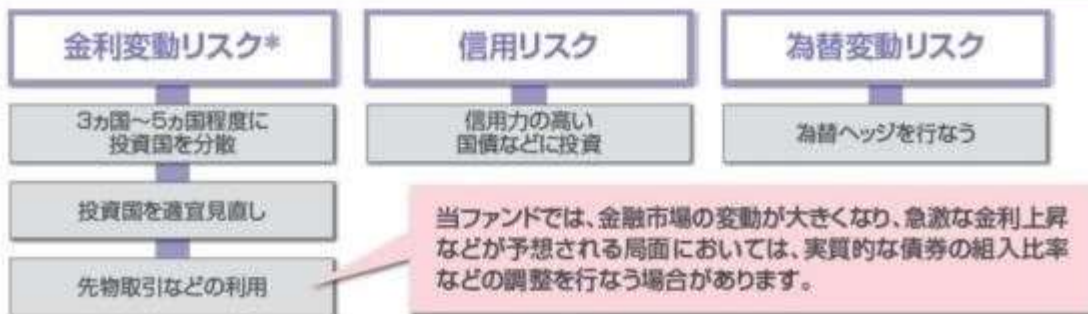 金利変動リスク*
信用リスク
為替変動リスク
3ヵ国～5ヵ国程度に
投資国を分散
信用力の高い
国債などに投資
為替ヘッジを行なう
投資国を適宜見直し
先物取引などの利用
当ファンドでは、金融市場の変動が大きくなり、急激な金利上昇
などが予想される局面においては、実質的な債券の組入比率
などの調整を行なう場合があります。